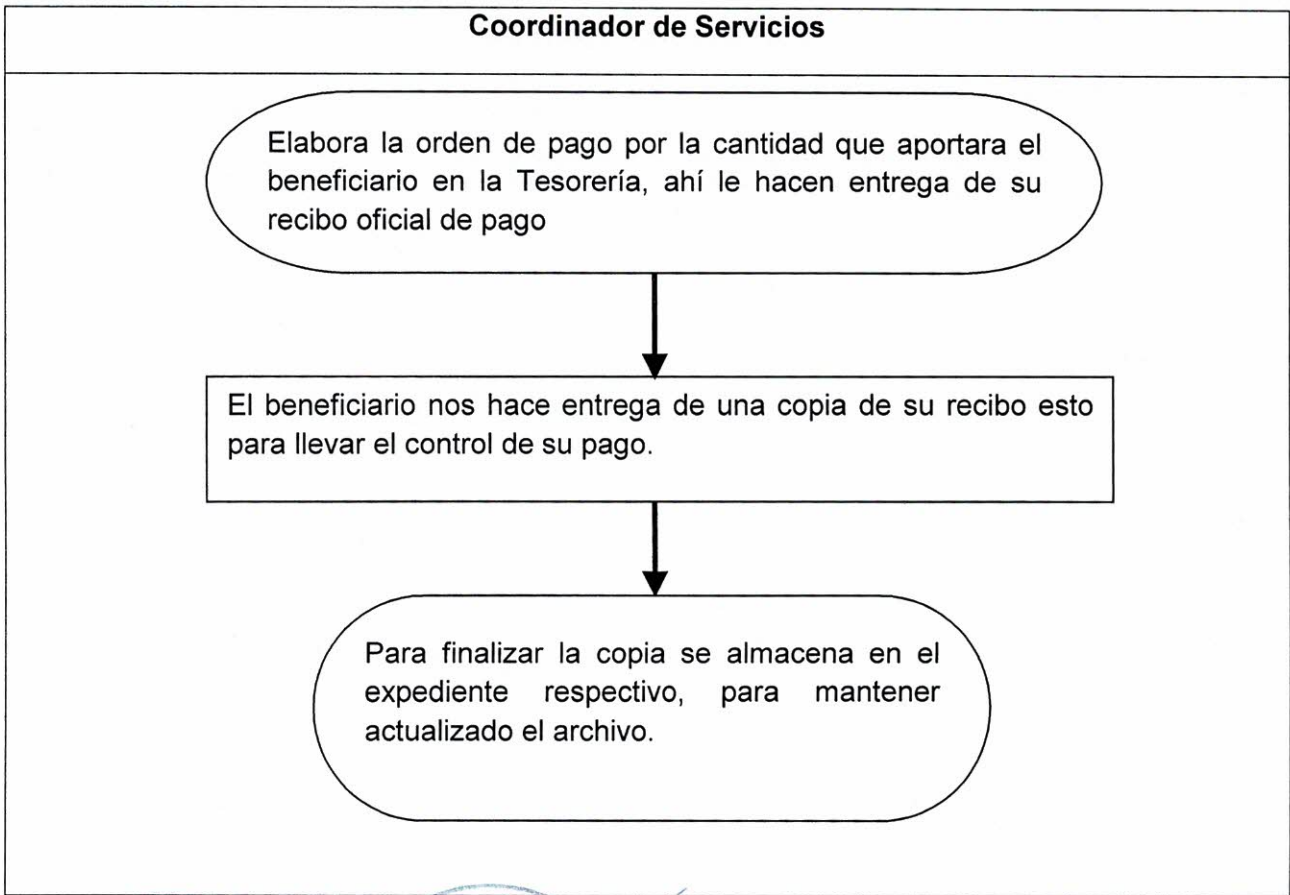 Coordinador de Servicios
Elabora la orden de pago por la cantidad que aportara el
beneficiario en la Tesorería, ahí le hacen entrega de su
recibo oficial de pago
El beneficiario nos hace entrega de una copia de su recibo esto
para llevar el control de su pago.
Para finalizar la copia se almacena en el
expediente respectivo, para mantener
actualizado el archivo.